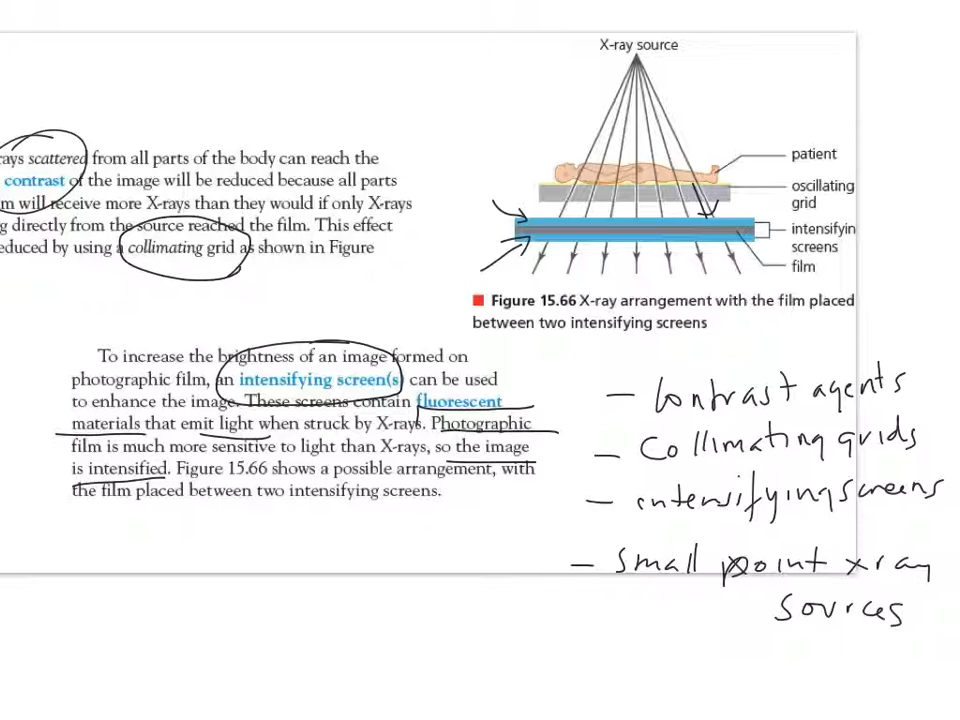 X-ray source
rays scattered from all parts of the body can reach the
contrast of the image will be reduced because all parts
m will receive more X-rays than they would if only X-rays
g directly from the source reached the film. This effect
educed by using a collimating grid as shown in Figure
patient
oscillating
grid
intensifyin
screens
film
Figure 15.66 X-ray arrangement with the film placed
between two intensifying screens
To increase the brightness of an image formed on
photographic film, an intensifying screen(s) can be used
to enhance the image. These screens contain fluorescent
materials that emit light when struck by X-rays. Photographic
film is much more sensitive to light than X-rays, so the image
is intensified. Figure 15.66 shows a possible arrangement, with
the film placed between two intensifying screens.
- Contrast agents
- Collimating grids
- intensifying screens
- Small point xray
sources